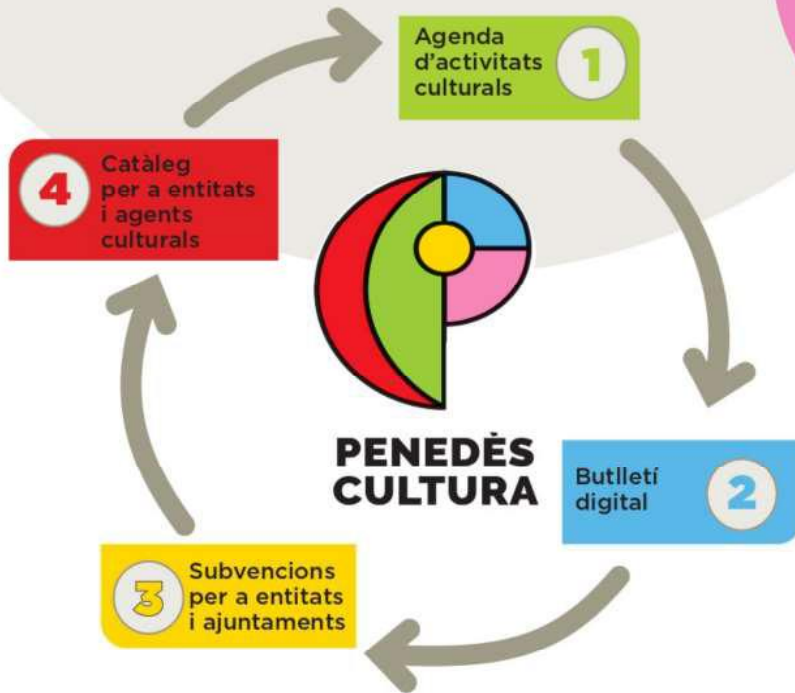 Agenda
d'activitats
culturals
1
4
Catàleg
per a entitats
i agents
culturals
PENEDÈS
CULTURA
Butlletí
digital
2
3
Subvencions
per a entitats
i ajuntaments